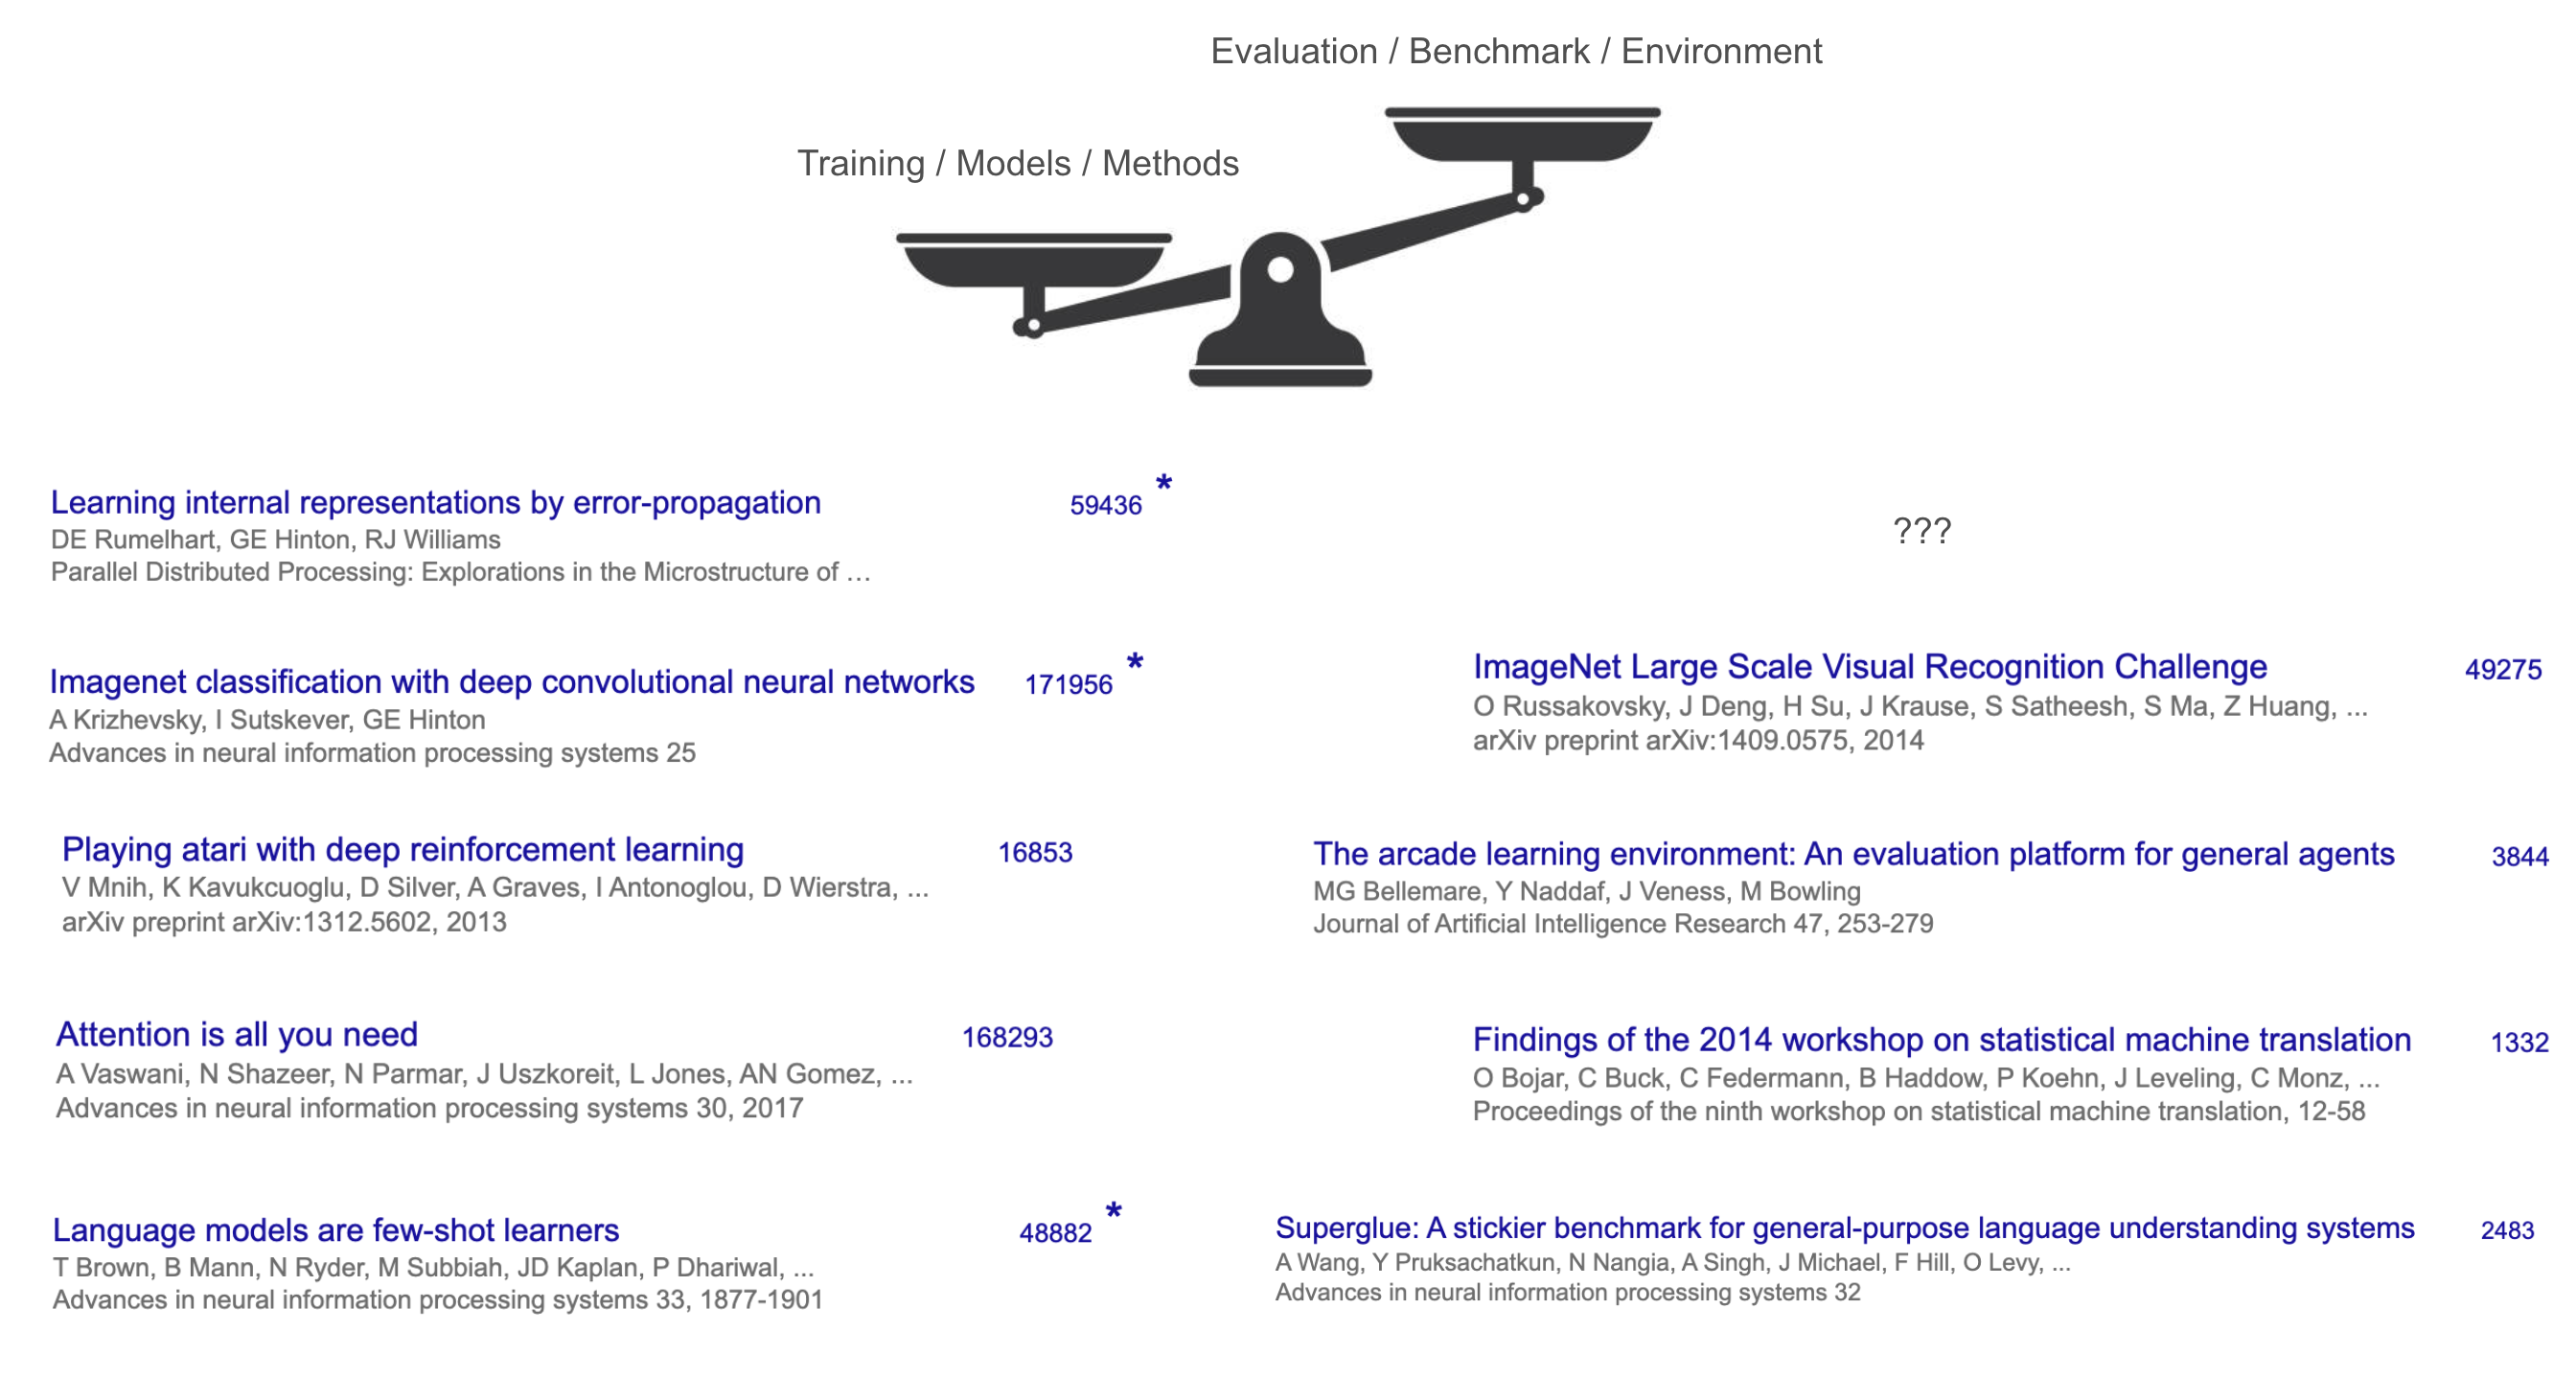 Evaluation / Benchmark / Environment
Training / Models / Methods
Learning internal representations by error-propagation 59436 *
DE Rumelhart, GE Hinton, RJ Williams
Parallel Distributed Processing: Explorations in the Microstructure of …
???
Imagenet classification with deep convolutional neural networks 171956 *
A Krizhevsky, I Sutskever, GE Hinton
Advances in neural information processing systems 25
ImageNet Large Scale Visual Recognition Challenge 49275
O Russakovsky, J Deng, H Su, J Krause, S Satheesh, S Ma, Z Huang, ...
arXiv preprint arXiv:1409.0575, 2014
Playing atari with deep reinforcement learning 16853
V Mnih, K Kavukcuoglu, D Silver, A Graves, I Antonoglou, D Wierstra, ...
arXiv preprint arXiv:1312.5602, 2013
The arcade learning environment: An evaluation platform for general agents 3844
MG Bellemare, Y Naddaf, J Veness, M Bowling
Journal of Artificial Intelligence Research 47, 253-279
Attention is all you need 168293
A Vaswani, N Shazeer, N Parmar, J Uszkoreit, L Jones, AN Gomez, ...
Advances in neural information processing systems 30, 2017
Findings of the 2014 workshop on statistical machine translation 1332
O Bojar, C Buck, C Federmann, B Haddow, P Koehn, J Leveling, C Monz, ...
Proceedings of the ninth workshop on statistical machine translation, 12-58
Language models are few-shot learners 48882 *
T Brown, B Mann, N Ryder, M Subbiah, JD Kaplan, P Dhariwal, ...
Advances in neural information processing systems 33, 1877-1901
Superglue: A stickier benchmark for general-purpose language understanding systems 2483
A Wang, Y Pruksachatkun, N Nangia, A Singh, J Michael, F Hill, O Levy, ...
Advances in neural information processing systems 32